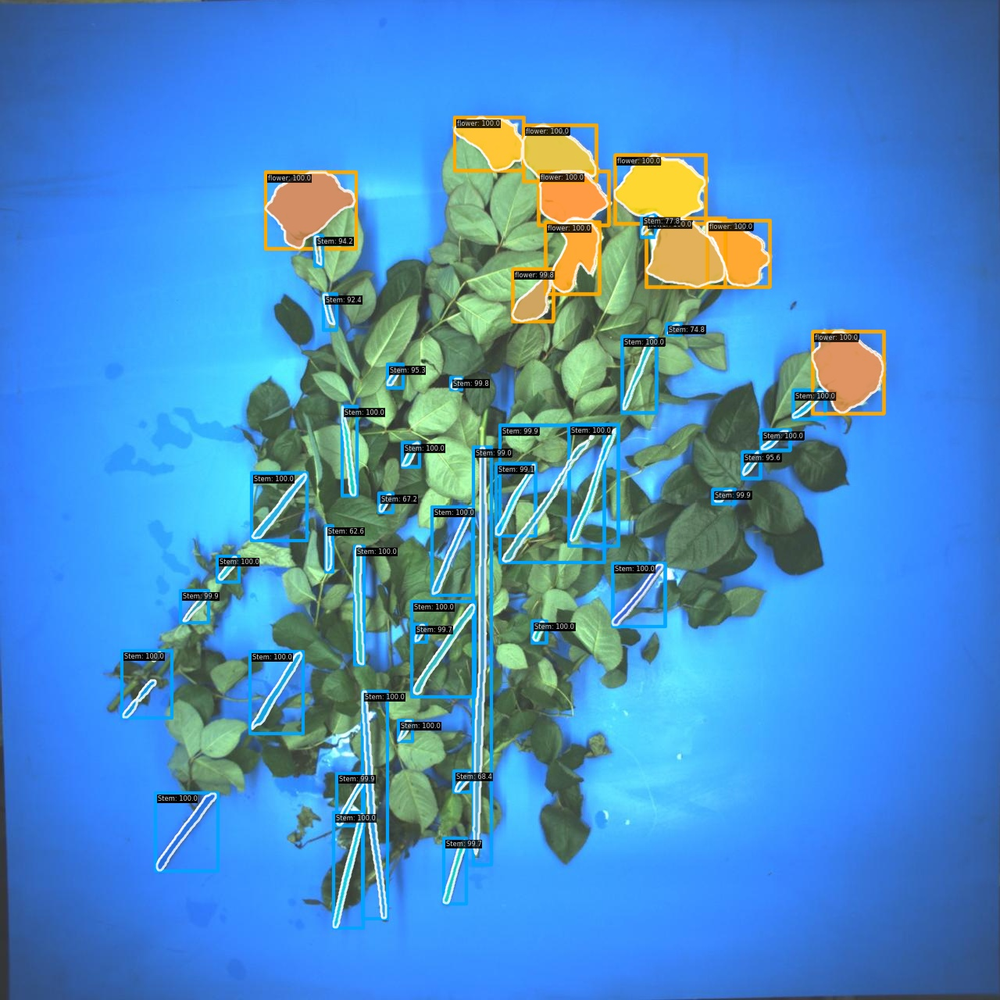 flower: 100.0
flower: 100.0
flower: 100.0
flower: 100.0
flower: 100.0
Stem: 77.8
flower: 100.0
flower: 100.0
flower: 100.0
Stem: 94.2
flower: 99.8
Stem: 92.4
Stem: 74.8
flower: 100.0
Stem: 100.0
Stem: 95.3
Stem: 99.8
Stem: 100.0
Stem: 100.0
Stem: 99.9
Stem: 100.0
Stem: 100.0
Stem: 100.0
Stem: 99.0
Stem: 95.6
Stem: 99.1
Stem: 100.0
Stem: 99.9
Stem: 67.2
Stem: 100.0
Stem: 62.6
Stem: 100.0
Stem: 100.0
Stem: 100.0
Stem: 99.9
Stem: 100.0
Stem: 100.0
Stem: 99.7
Stem: 100.0
Stem: 100.0
Stem: 100.0
Stem: 100.0
Stem: 68.4
Stem: 99.9
Stem: 100.0
Stem: 100.0
Stem: 99.7